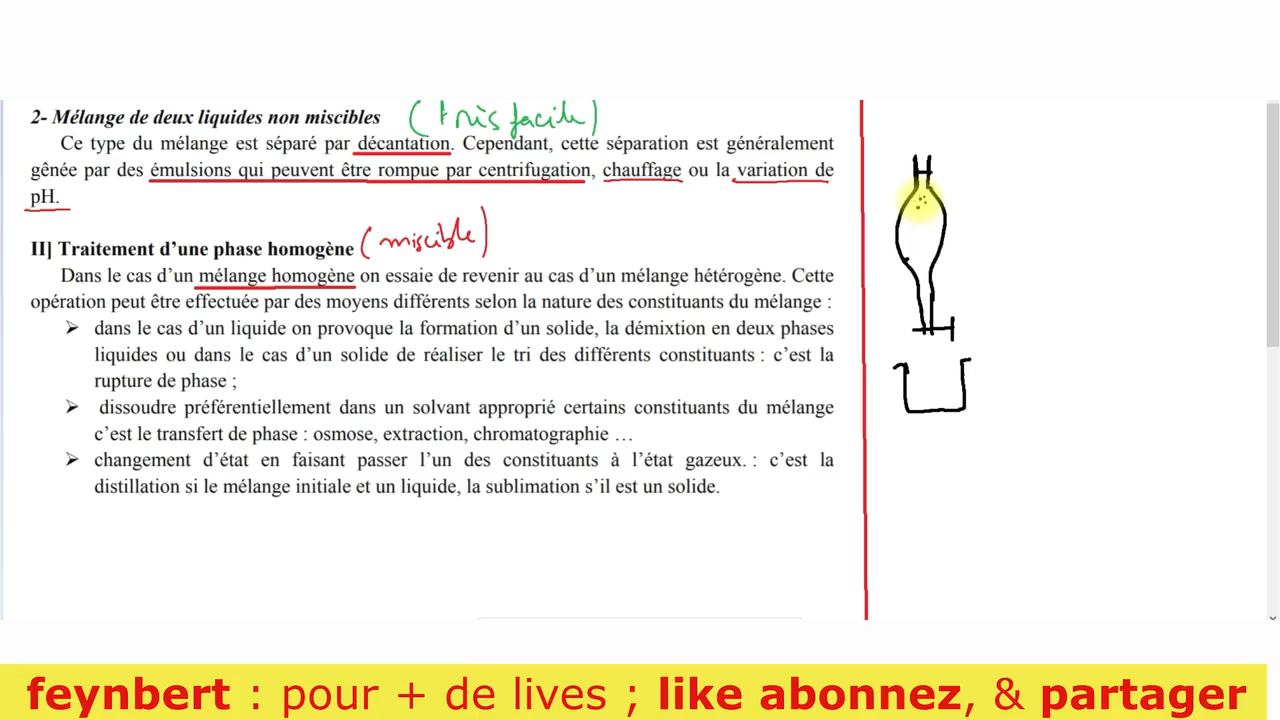 2- Mélange de deux liquides non miscibles (très facile)
Ce type du mélange est séparé par décantation. Cependant, cette séparation est généralement
gênée par des émulsions qui peuvent être rompue par centrifugation, chauffage ou la variation de
pH.
II] Traitement d'une phase homogène (miscible)
Dans le cas d'un mélange homogène on essaie de revenir au cas d'un mélange hétérogène. Cette
opération peut être effectuée par des moyens différents selon la nature des constituants du mélange :
➢ dans le cas d'un liquide on provoque la formation d'un solide, la démixtion en deux phases
liquides ou dans le cas d'un solide de réaliser le tri des différents constituants : c'est la
rupture de phase ;
➢ dissoudre préférentiellement dans un solvant approprié certains constituants du mélange
c'est le transfert de phase : osmose, extraction, chromatographie …
➢ changement d'état en faisant passer l'un des constituants à l'état gazeux. : c'est la
distillation si le mélange initiale et un liquide, la sublimation s'il est un solide.
feynbert : pour + de lives ; like abonnez, & partager